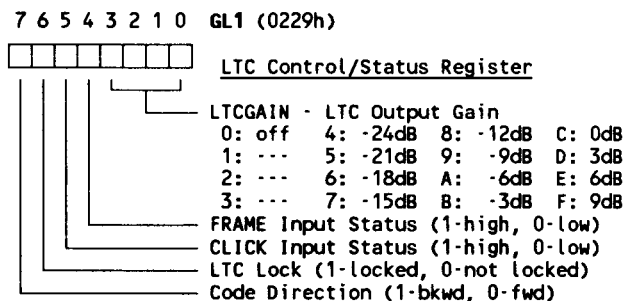 7 6 5 4 3 2 1 0 GL1 (0229h)
LTC Control/Status Register
LTCGAIN - LTC Output Gain
0: off 4: -24dB 8: -12dB C: 0dB
1: --- 5: -21dB 9: -9dB D: 3dB
2: --- 6: -18dB A: -6dB E: 6dB
3: --- 7: -15dB B: -3dB F: 9dB
FRAME Input Status (1-high, 0-low)
CLICK Input Status (1-high, 0-low)
LTC Lock (1-locked, 0-not locked)
Code Direction (1-bkwd, 0-fwd)